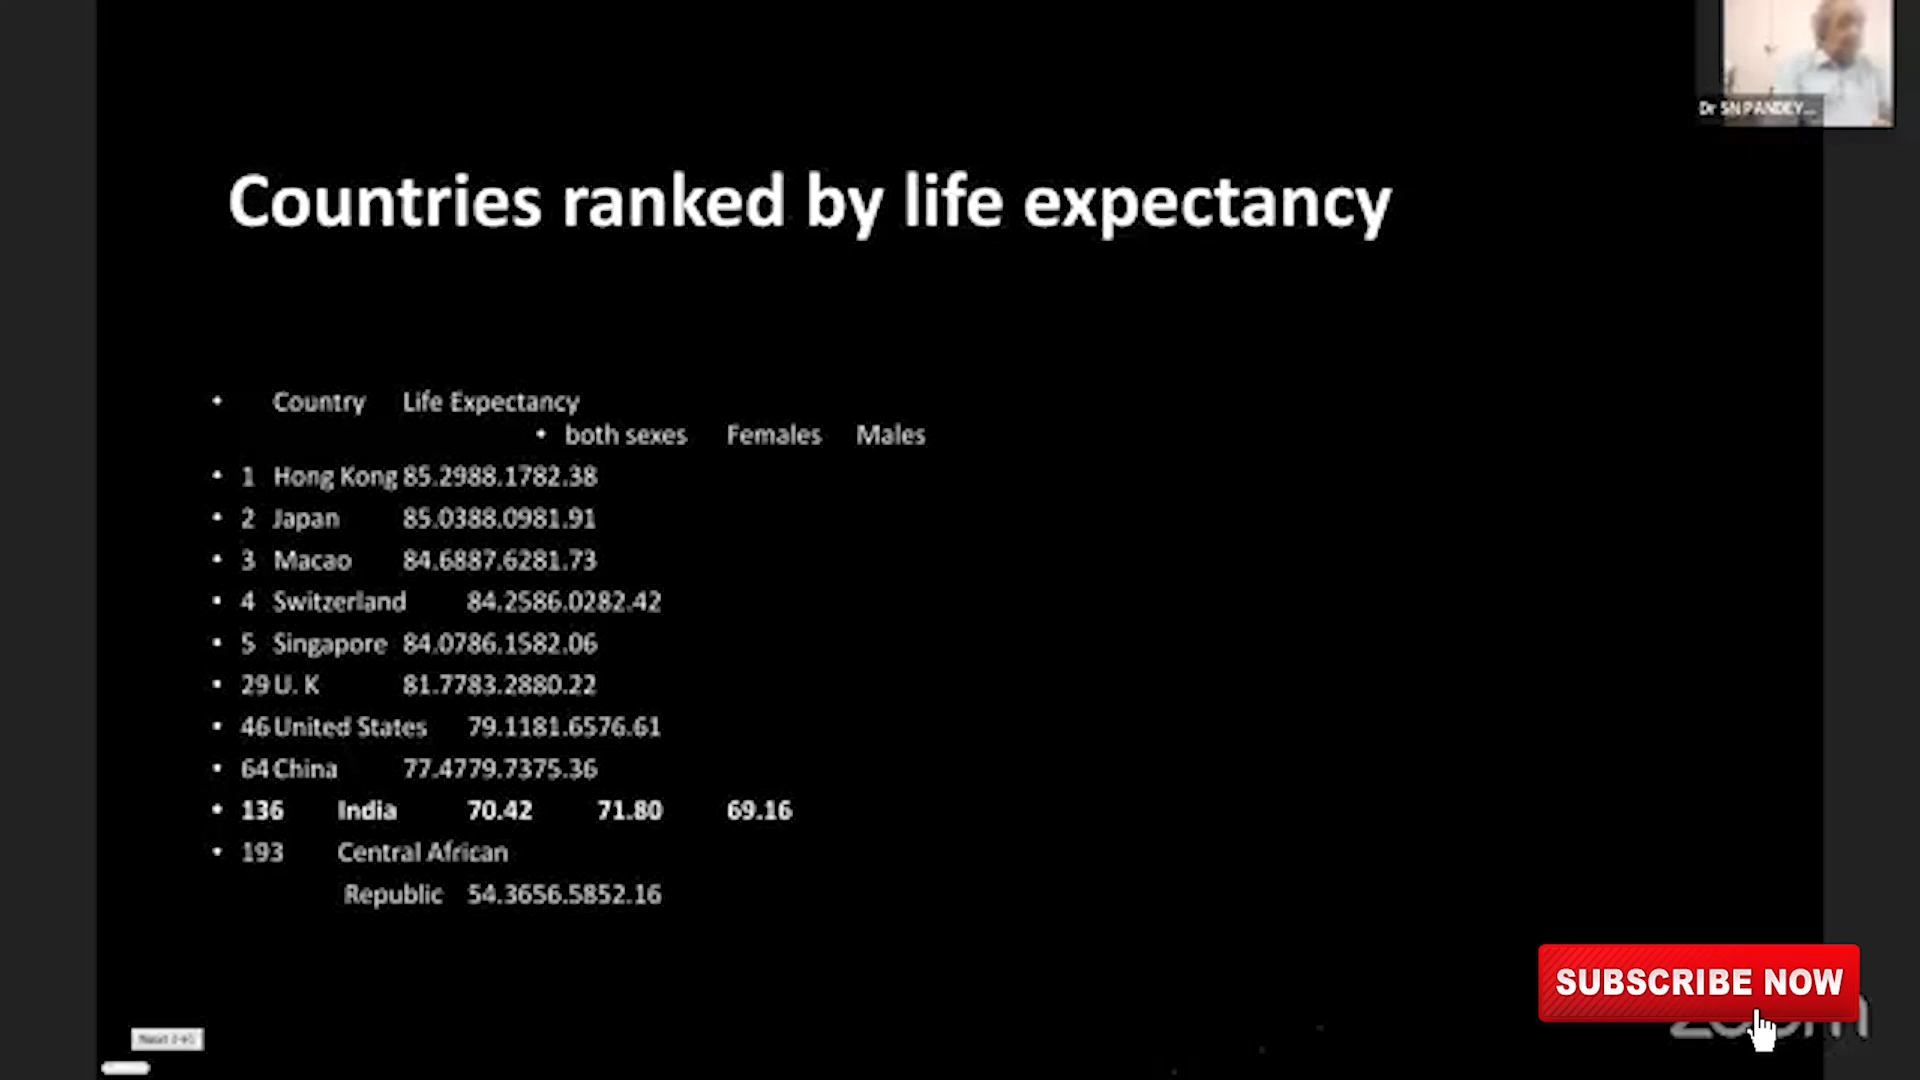 Dr SN PANDEY...
Countries ranked by life expectancy
• Country Life Expectancy
• both sexes Females Males
• 1 Hong Kong 85.2988.1782.38
• 2 Japan 85.0388.0981.91
• 3 Macao 84.6887.6281.73
• 4 Switzerland 84.2586.0282.42
• 5 Singapore 84.0786.1582.06
• 29 U. K 81.7783.2880.22
• 46 United States 79.1181.6576.61
• 64 China 77.4779.7375.36
• 136 India 70.42 71.80 69.16
• 193 Central African
Republic 54.3656.5852.16
SUBSCRIBE NOW
zoom